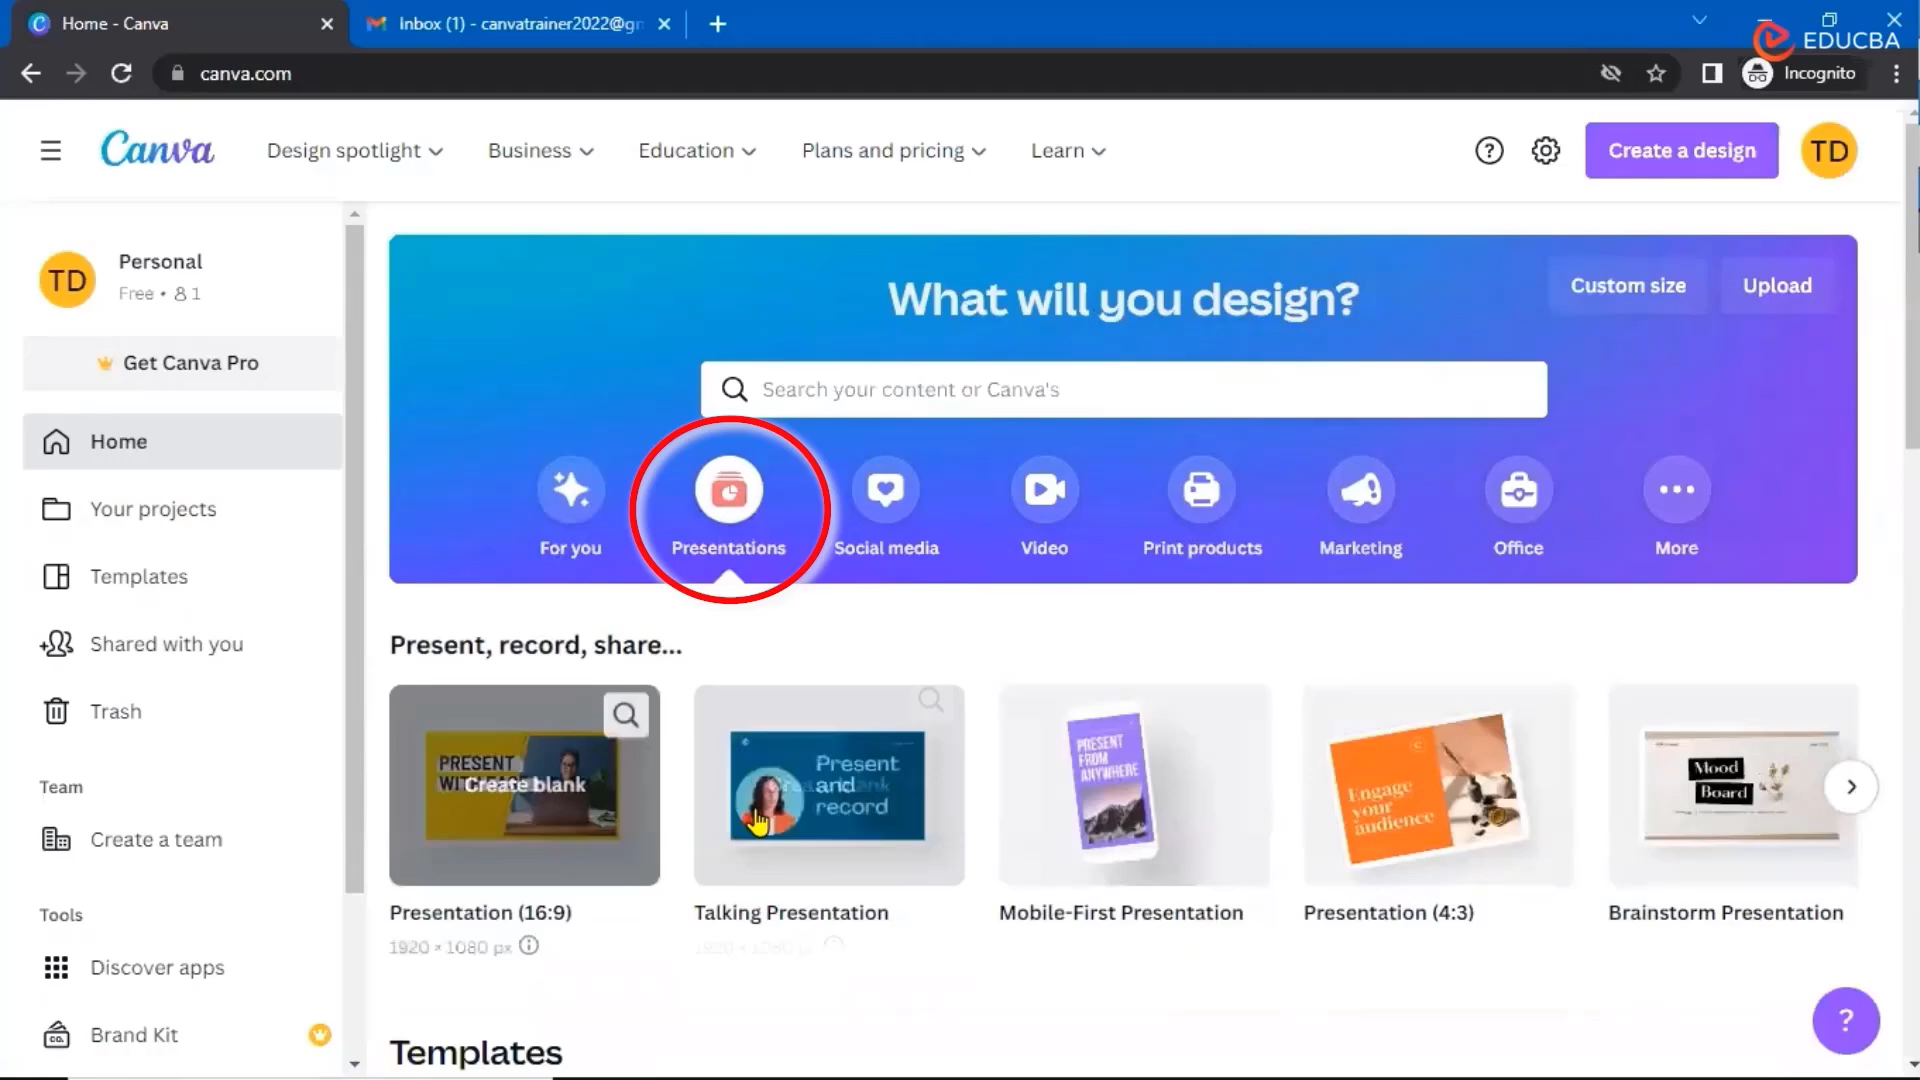 Home - Canva
Inbox (1) - canvatrainer2022@gm
EDUCBA
canva.com
Incognito
Canva
Design spotlight
Business
Education
Plans and pricing
Learn
?
Create a design
TD
TD
Personal
Free • 1
Get Canva Pro
Home
Your projects
Templates
Shared with you
Trash
Team
Create a team
Tools
Discover apps
Brand Kit
What will you design?
Custom size
Upload
Search your content or Canva's
For you
Presentations
Social media
Video
Print products
Marketing
Office
More
Present, record, share...
PRESENT
Create blank
Present
and
record
PRESENT
FROM
ANYWHERE
Engage
your
audience
Mood
Board
Presentation (16:9)
1920 × 1080 px
Talking Presentation
1920 × 1080 px
Mobile-First Presentation
Presentation (4:3)
Brainstorm Presentation
Templates
?